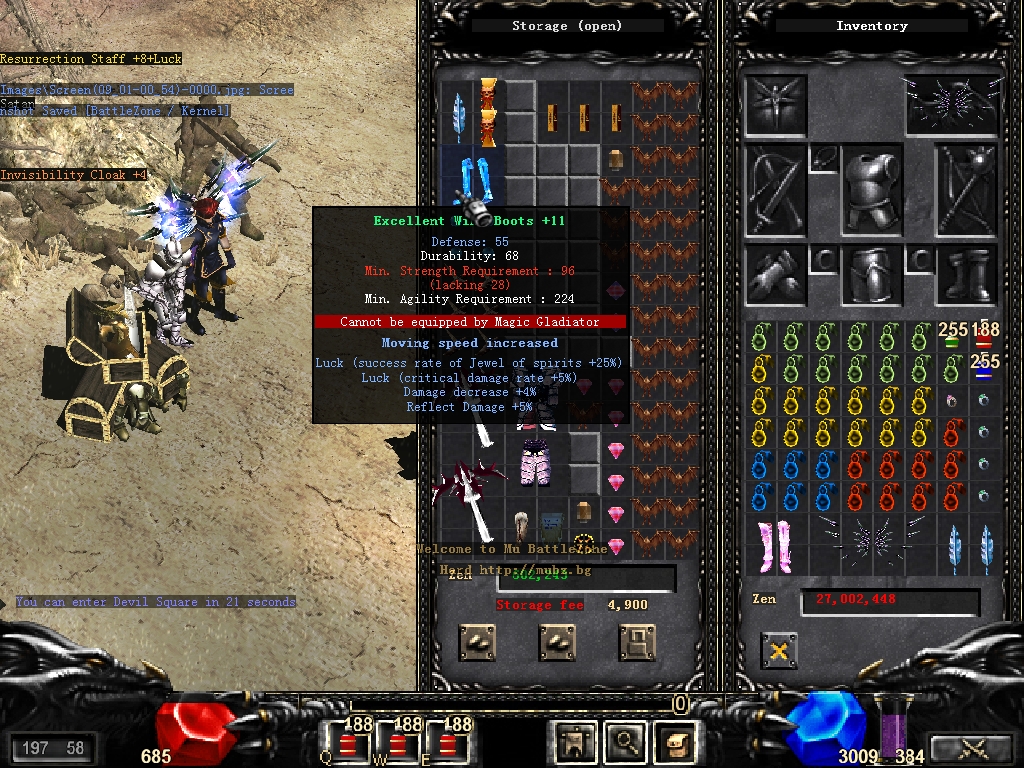 Storage (open)
Inventory
Resurrection Staff +8+Luck
Images\Screen(09_01-00_54)-0000.jpg: Scree
Satan
nshot Saved [BattleZone / Kernel]
Invisibility Cloak +4
Excellent Wi Boots +11
Defense: 55
Durability: 68
Min. Strength Requirement : 96
(lacking 28)
Min. Agility Requirement : 224
Cannot be equipped by Magic Gladiator
Moving speed increased
Luck (success rate of Jewel of spirits +25%)
Luck (critical damage rate +5%)
Damage decrease +4%
Reflect Damage +5%
255
188
255
Welcome to Mu
Hard http://mubz.bg
Zen
Storage fee
4,900
Zen
27,002,448
You can enter Devil Square in 21 seconds
0
188
188
188
Q
W
E
197
58
685
3009
384